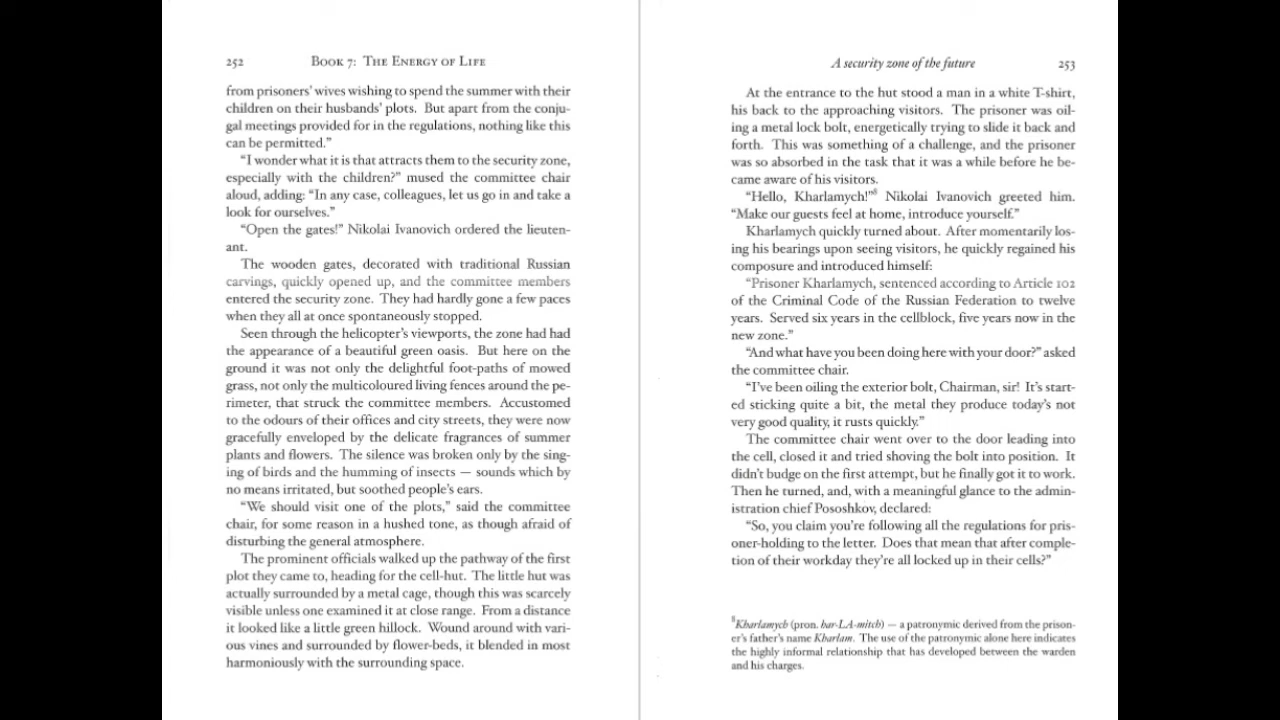 252 BOOK 7: THE ENERGY OF LIFE
from prisoners' wives wishing to spend the summer with their
children on their husbands' plots. But apart from the conju-
gal meetings provided for in the regulations, nothing like this
can be permitted."
"I wonder what it is that attracts them to the security zone,
especially with the children?" mused the committee chair
aloud, adding: "In any case, colleagues, let us go in and take a
look for ourselves."
"Open the gates!" Nikolai Ivanovich ordered the lieuten-
ant.
The wooden gates, decorated with traditional Russian
carvings, quickly opened up, and the committee members
entered the security zone. They had hardly gone a few paces
when they all at once spontaneously stopped.
Seen through the helicopter's viewports, the zone had had
the appearance of a beautiful green oasis. But here on the
ground it was not only the delightful foot-paths of mowed
grass, not only the multicoloured living fences around the pe-
rimeter, that struck the committee members. Accustomed
to the odours of their offices and city streets, they were now
gracefully enveloped by the delicate fragrances of summer
plants and flowers. The silence was broken only by the sing-
ing of birds and the humming of insects — sounds which by
no means irritated, but soothed people's ears.
"We should visit one of the plots," said the committee
chair, for some reason in a hushed tone, as though afraid of
disturbing the general atmosphere.
The prominent officials walked up the pathway of the first
plot they came to, heading for the cell-hut. The little hut was
actually surrounded by a metal cage, though this was scarcely
visible unless one examined it at close range. From a distance
it looked like a little green hillock. Wound around with vari-
ous vines and surrounded by flower-beds, it blended in most
harmoniously with the surrounding space.
A security zone of the future 253
At the entrance to the hut stood a man in a white T-shirt,
his back to the approaching visitors. The prisoner was oil-
ing a metal lock bolt, energetically trying to slide it back and
forth. This was something of a challenge, and the prisoner
was so absorbed in the task that it was a while before he be-
came aware of his visitors.
"Hello, Kharlamych!"8 Nikolai Ivanovich greeted him.
"Make our guests feel at home, introduce yourself."
Kharlamych quickly turned about. After momentarily los-
ing his bearings upon seeing visitors, he quickly regained his
composure and introduced himself:
"Prisoner Kharlamych, sentenced according to Article 102
of the Criminal Code of the Russian Federation to twelve
years. Served six years in the cellblock, five years now in the
new zone."
"And what have you been doing here with your door?" asked
the committee chair.
"I've been oiling the exterior bolt, Chairman, sir! It's start-
ed sticking quite a bit, the metal they produce today's not
very good quality, it rusts quickly."
The committee chair went over to the door leading into
the cell, closed it and tried shoving the bolt into position. It
didn't budge on the first attempt, but he finally got it to work.
Then he turned, and, with a meaningful glance to the admin-
istration chief Pososhkov, declared:
"So, you claim you're following all the regulations for pris-
oner-holding to the letter. Does that mean that after comple-
tion of their workday they're all locked up in their cells?"
8Kharlamych (pron. har-LA-mitch) — a patronymic derived from the prison-
er's father's name Kharlam. The use of the patronymic alone here indicates
the highly informal relationship that has developed between the warden
and his charges.